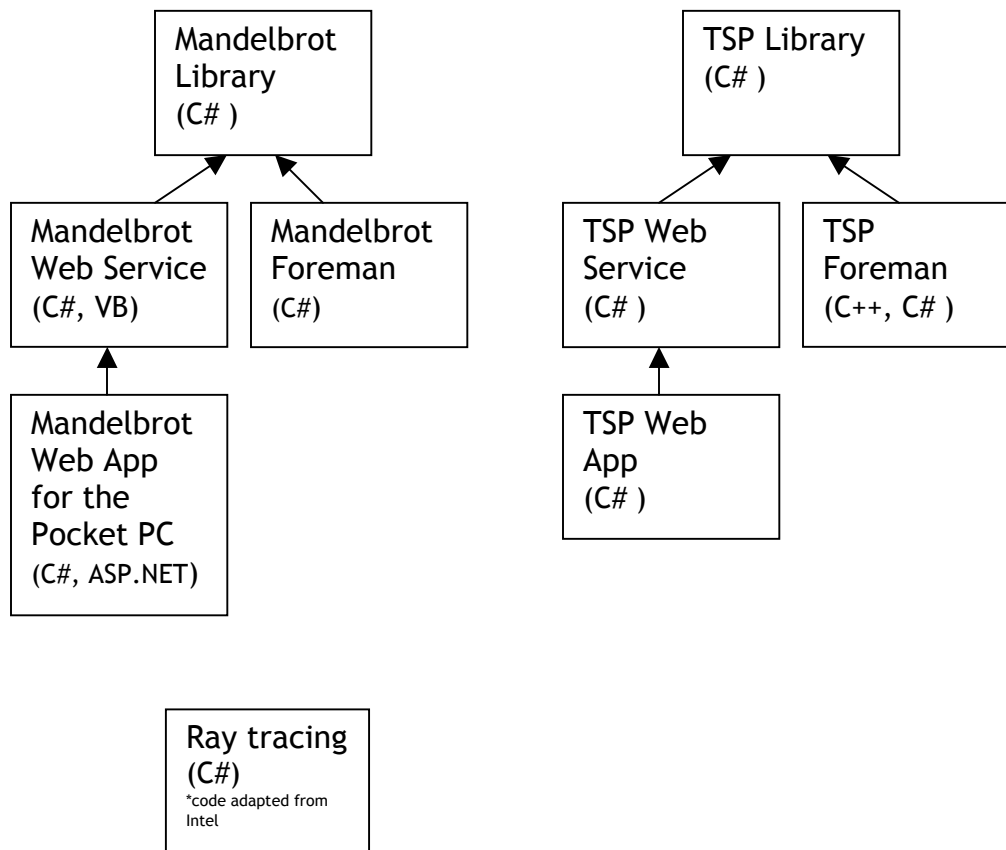 Mandelbrot
Library
(C# )
TSP Library
(C# )
Mandelbrot
Web Service
(C#, VB)
Mandelbrot
Foreman
(C#)
TSP Web
Service
(C# )
TSP
Foreman
(C++, C# )
Mandelbrot
Web App
for the
Pocket PC
(C#, ASP.NET)
TSP Web
App
(C# )
Ray tracing
(C#)
*code adapted from
Intel